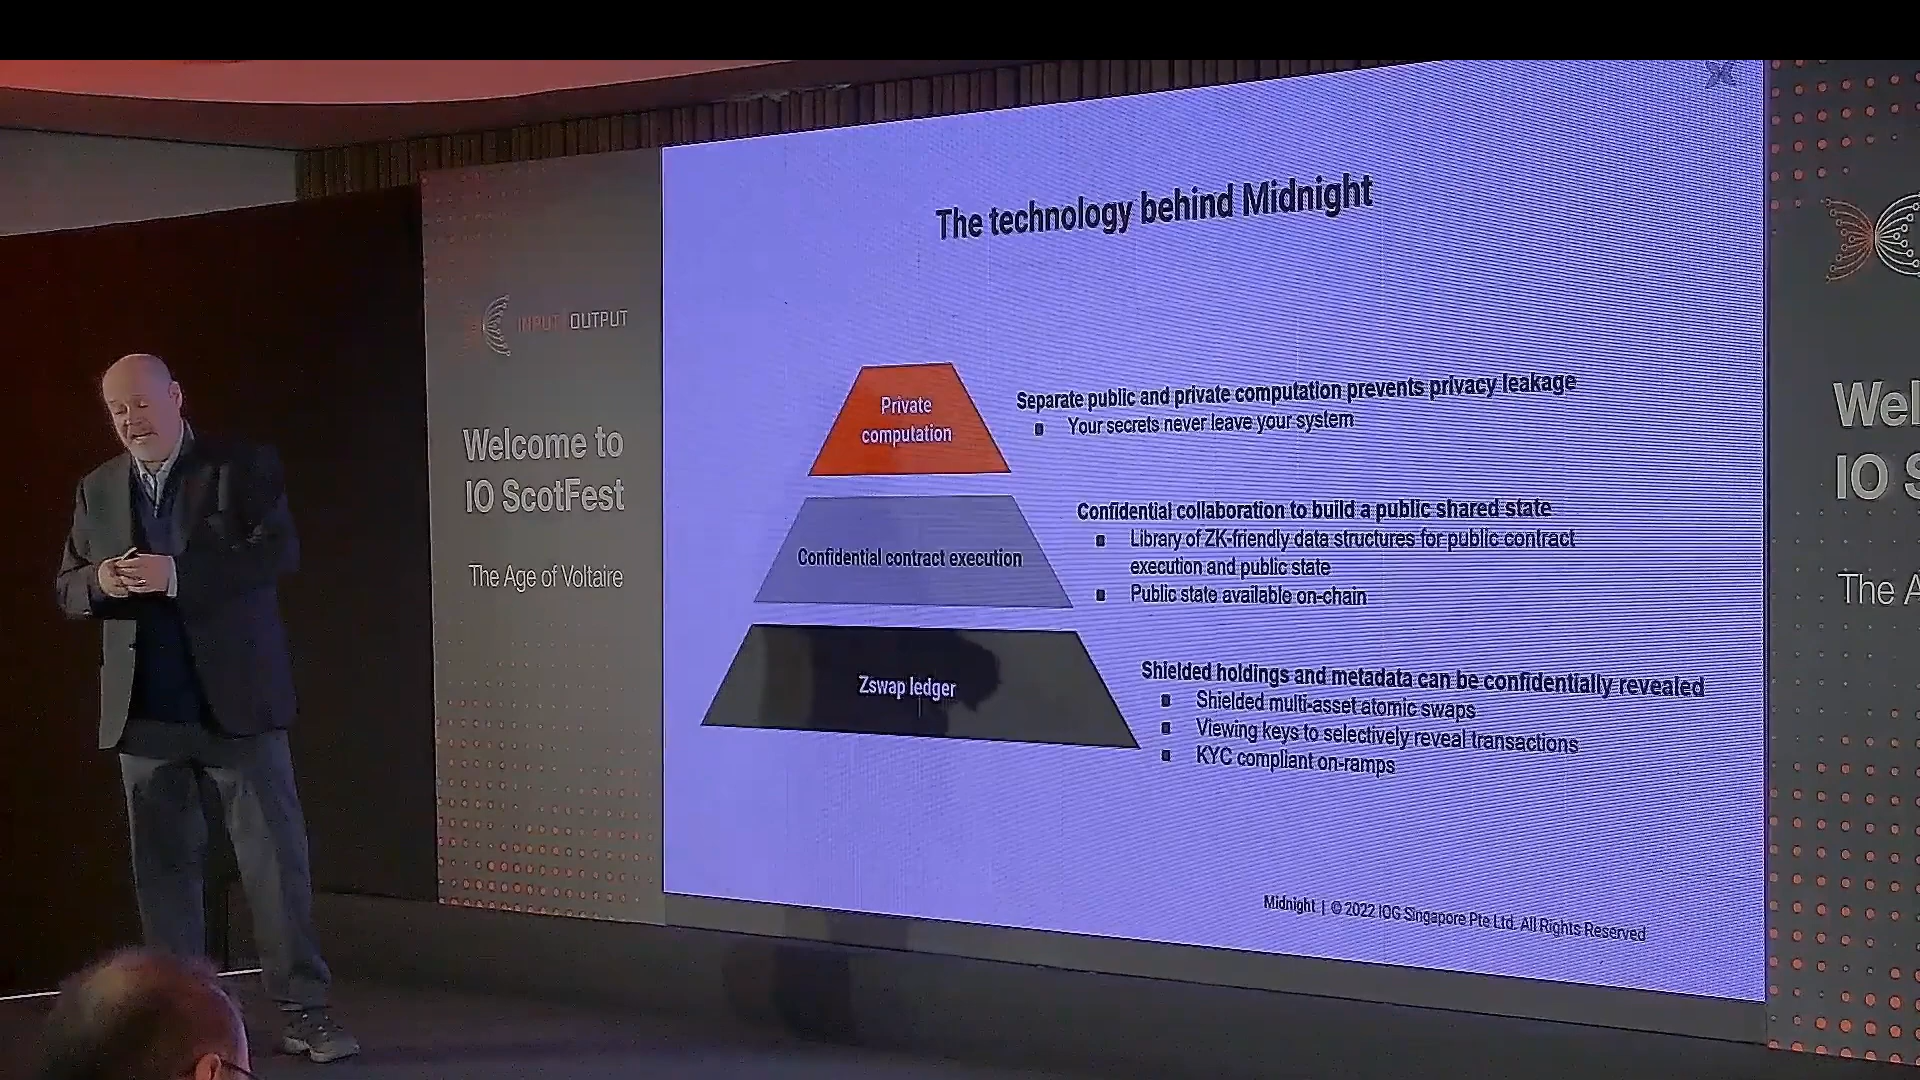 INPUT OUTPUT
Welcome to
IO ScotFest
The Age of Voltaire
The technology behind Midnight
Private
computation
Separate public and private computation prevents privacy leakage
Your secrets never leave your system
Confidential contract execution
Confidential collaboration to build a public shared state
Library of ZK-friendly data structures for public contract
execution and public state
Public state available on-chain
Zswap ledger
Shielded holdings and metadata can be confidentially revealed
Shielded multi-asset atomic swaps
Viewing keys to selectively reveal transactions
KYC compliant on-ramps
Midnight | © 2022 IOG Singapore Pte Ltd. All Rights Reserved
Wel
IO S
The A